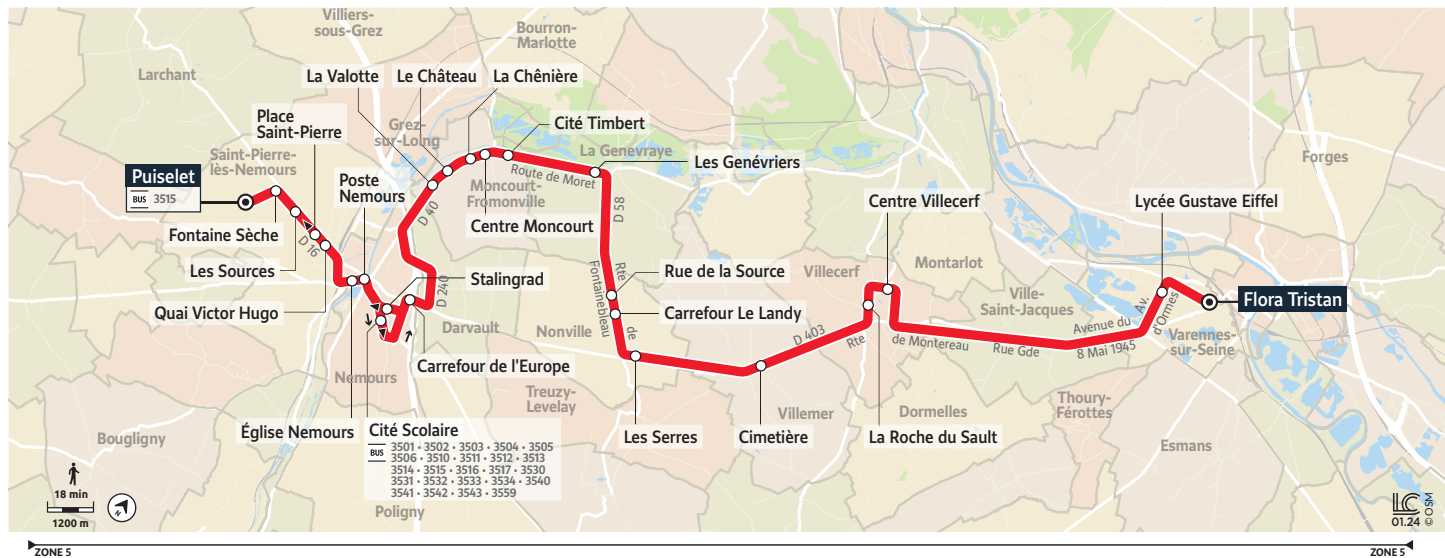 Villiers-
sous-Grez
Bourron-
Marlotte
Larchant
La Valotte
Le Château
La Chênière
Place
Saint-Pierre
Grez-
sur-Loing
Cité Timbert
Forges
Saint-Pierre-
lès-Nemours
La Genevraye
Route de Moret
Les Genévriers
Puiselet
BUS 3515
Poste
Nemours
Moncourt-
Fromonville
D 40
D 58
Centre Villecerf
Lycée Gustave Eiffel
Centre Moncourt
Fontaine Sèche
D 16
Les Sources
Stalingrad
Rue de la Source
Villecerf
Montarlot
Quai Victor Hugo
D 240
Rte
de
Fontainebleau
Carrefour Le Landy
Ville-
Saint-Jacques
Flora Tristan
Darvault
Nonville
D 403
Rte
de Montereau
Rue Gde
Avenue du
8 Mai 1945
Av.
d'Ormes
Varennes-
sur-Seine
Carrefour de l'Europe
Nemours
Treuzy-
Levelay
Villemer
Dormelles
Thoury-
Férottes
Bougligny
Église Nemours
Cité Scolaire
BUS 3501 • 3502 • 3503 • 3504 • 3505
3506 • 3510 • 3511 • 3512 • 3513
3514 • 3515 • 3516 • 3517 • 3530
3531 • 3532 • 3533 • 3534 • 3540
3541 • 3542 • 3543 • 3559
Les Serres
Cimetière
La Roche du Sault
Esmans
Poligny
18 min
1200 m
N
LC
01.24
© OSM
ZONE 5
ZONE 5